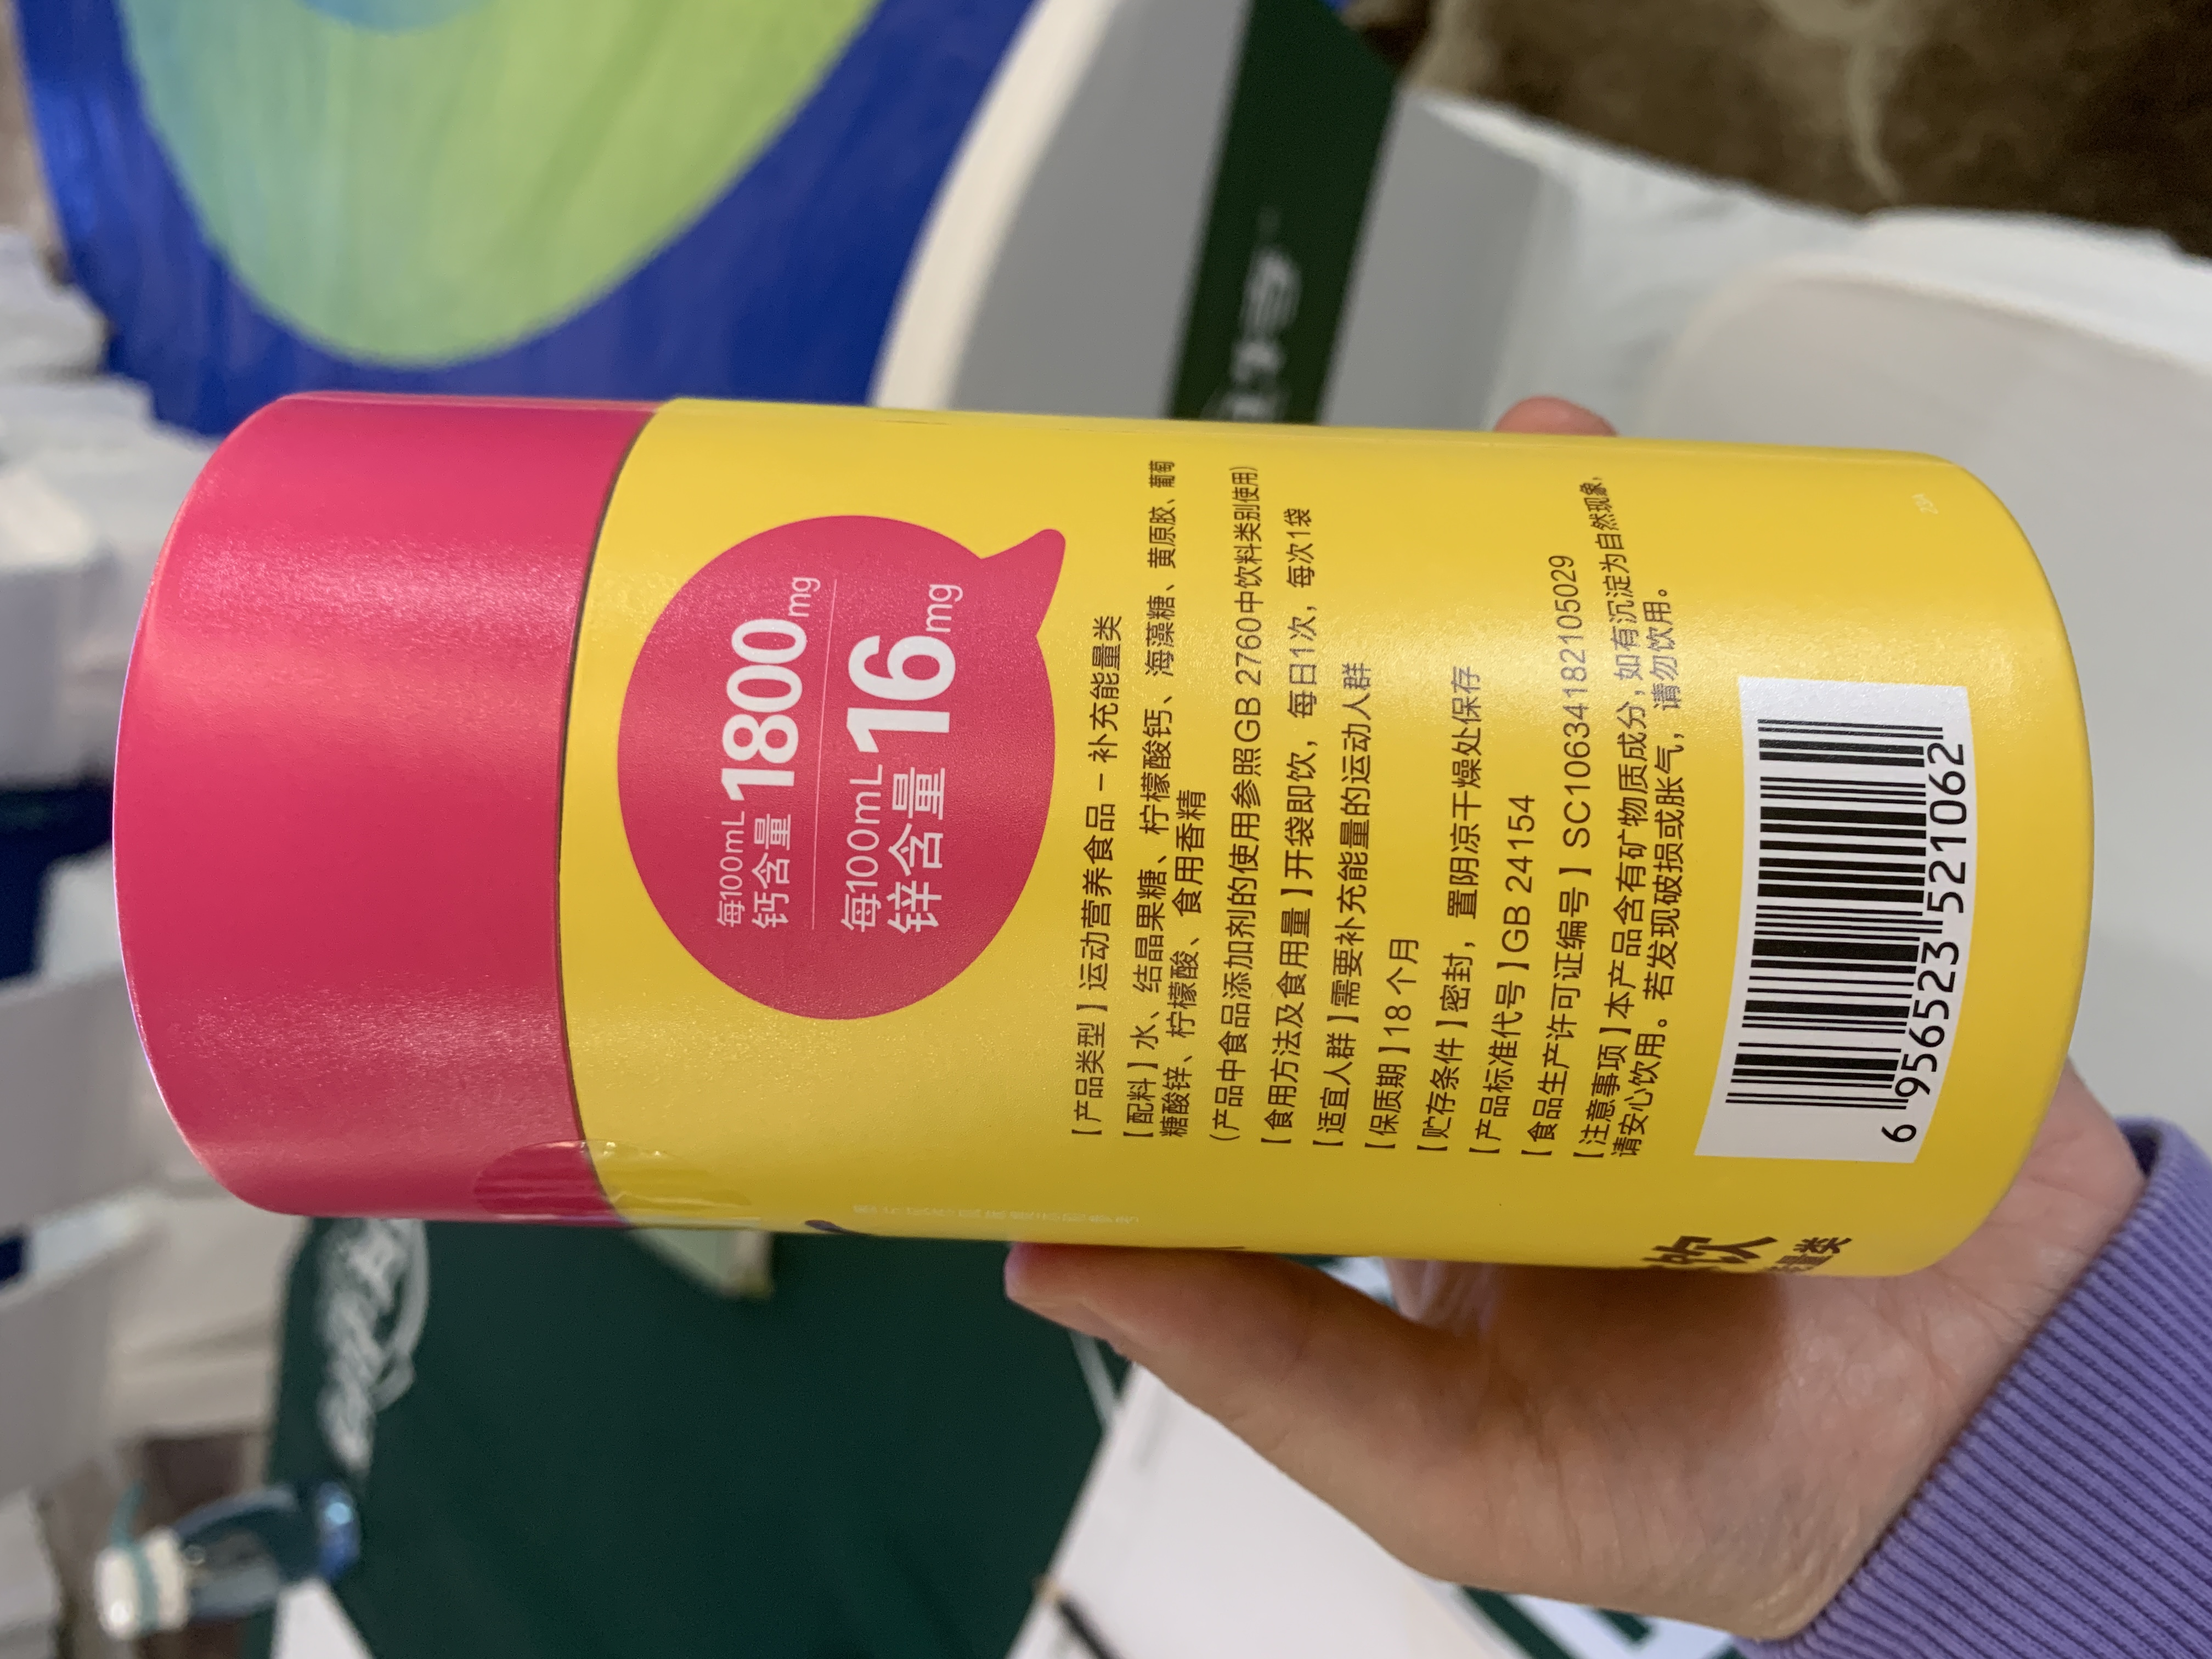 每100mL
钙含量1800mg
每100mL
锌含量16mg
【产品类型】运动营养食品－补充能量类
【配料】水、结晶果糖、柠檬酸钙、海藻糖、黄原胶、葡萄
糖酸锌、柠檬酸、食用香精
（产品中食品添加剂的使用参照GB 2760中饮料类别使用）
【食用方法及食用量】开袋即饮，每日1次，每次1袋
【适宜人群】需要补充能量的运动人群
【保质期】18个月
【贮存条件】密封，置阴凉干燥处保存
【产品标准代号】GB 24154
【食品生产许可证编号】SC10634182105029
【注意事项】本产品含有矿物质成分，如有沉淀为自然现象，
请安心饮用。若发现破损或胀气，请勿饮用。
6 956523 521062
饮
量类